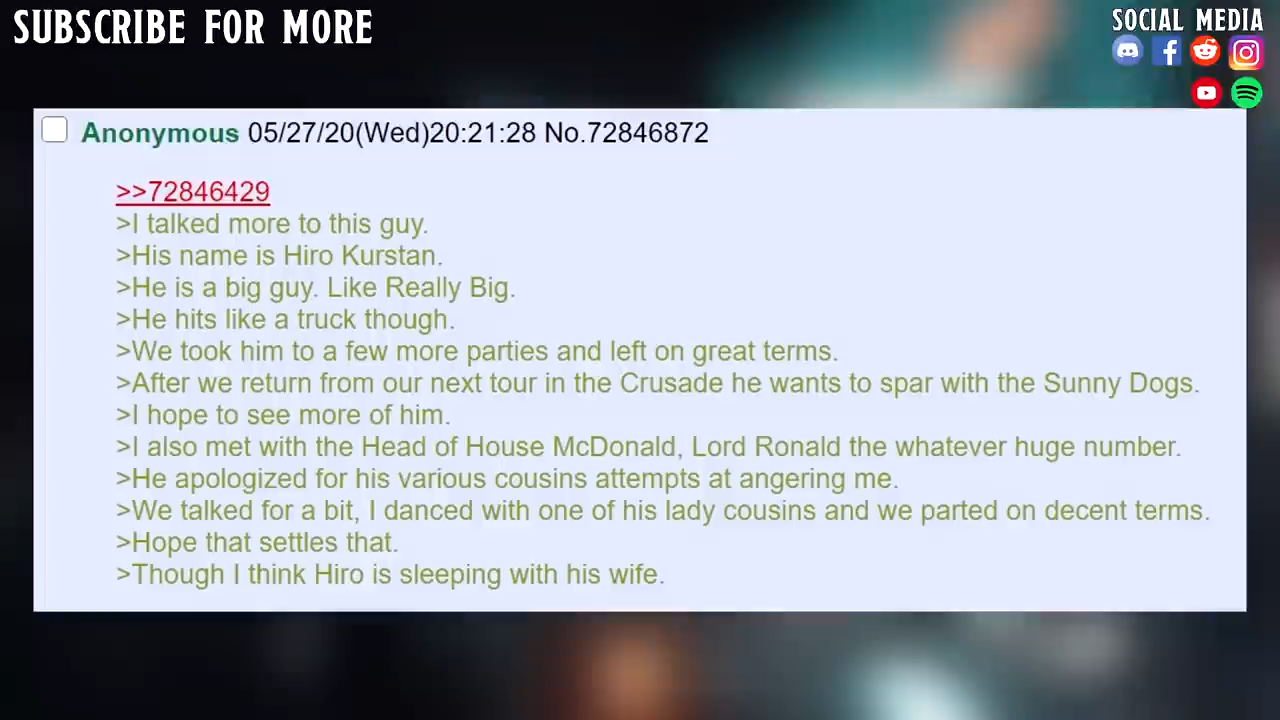 SUBSCRIBE FOR MORE
SOCIAL MEDIA
Anonymous 05/27/20(Wed)20:21:28 No.72846872
>>72846429
>I talked more to this guy.
>His name is Hiro Kurstan.
>He is a big guy. Like Really Big.
>He hits like a truck though.
>We took him to a few more parties and left on great terms.
>After we return from our next tour in the Crusade he wants to spar with the Sunny Dogs.
>I hope to see more of him.
>I also met with the Head of House McDonald, Lord Ronald the whatever huge number.
>He apologized for his various cousins attempts at angering me.
>We talked for a bit, I danced with one of his lady cousins and we parted on decent terms.
>Hope that settles that.
>Though I think Hiro is sleeping with his wife.